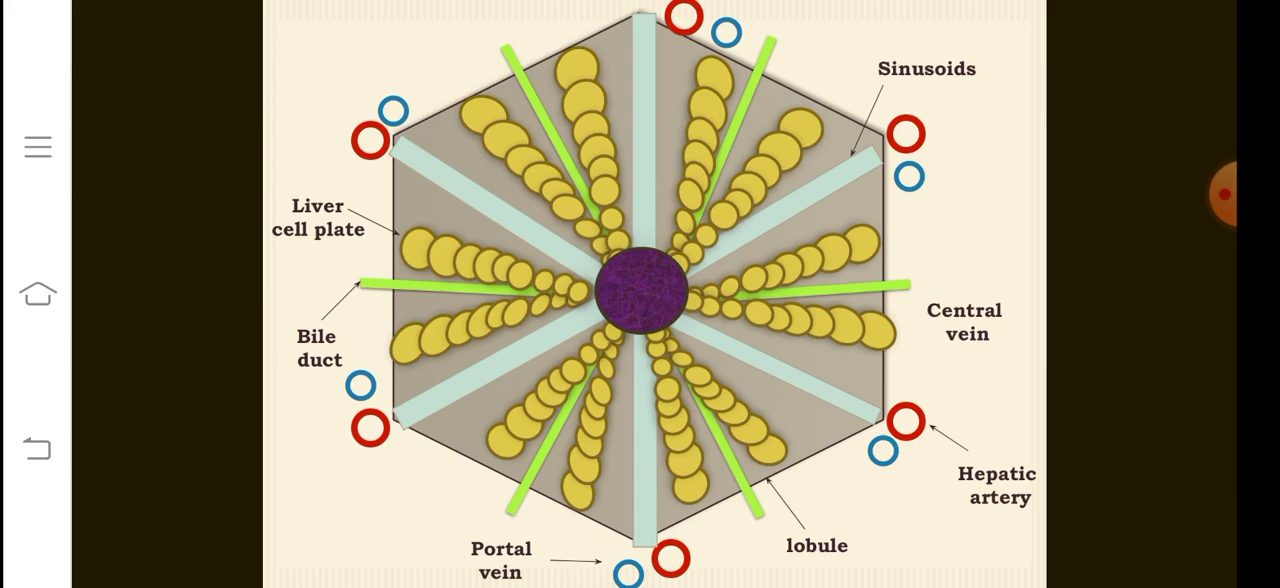 Sinusoids
Liver
cell plate
Central
vein
Bile
duct
Hepatic
artery
lobule
Portal
vein